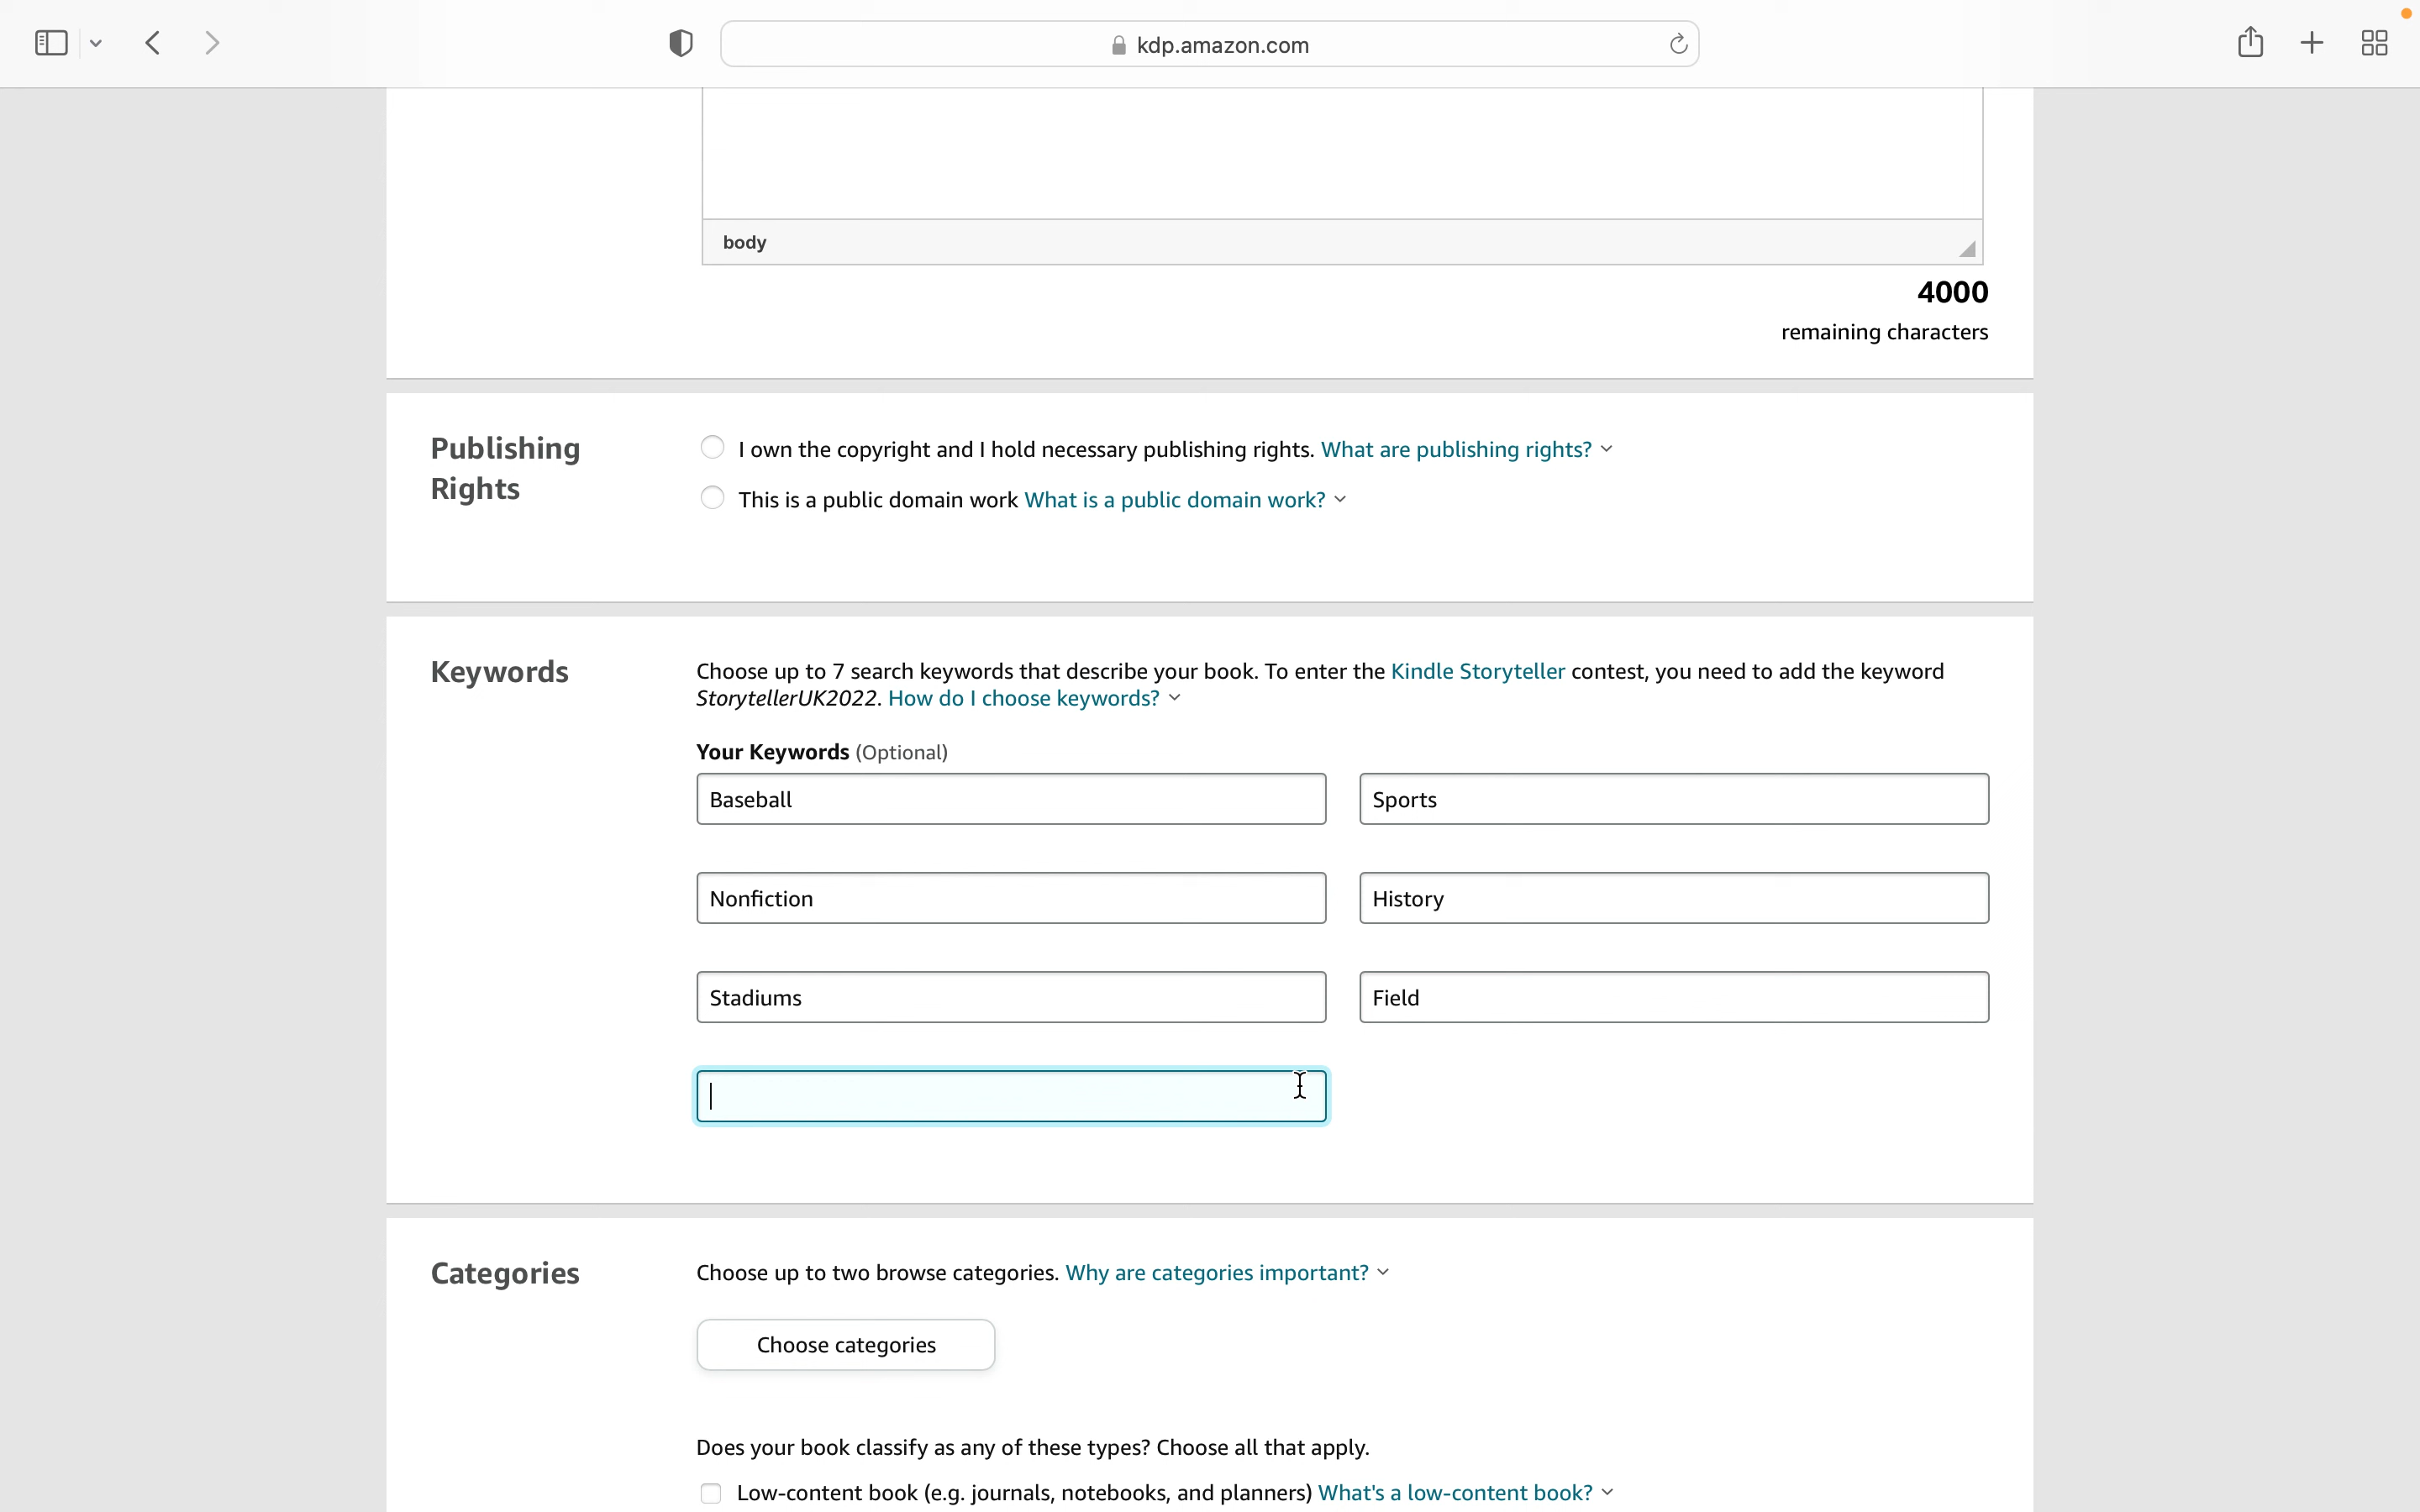 kdp.amazon.com
body
4000
remaining characters
Publishing
Rights
I own the copyright and I hold necessary publishing rights. What are publishing rights?
This is a public domain work What is a public domain work?
Keywords
Choose up to 7 search keywords that describe your book. To enter the Kindle Storyteller contest, you need to add the keyword
StorytellerUK2022. How do I choose keywords?
Your Keywords (Optional)
Baseball
Sports
Nonfiction
History
Stadiums
Field
Categories
Choose up to two browse categories. Why are categories important?
Choose categories
Does your book classify as any of these types? Choose all that apply.
Low-content book (e.g. journals, notebooks, and planners) What's a low-content book?